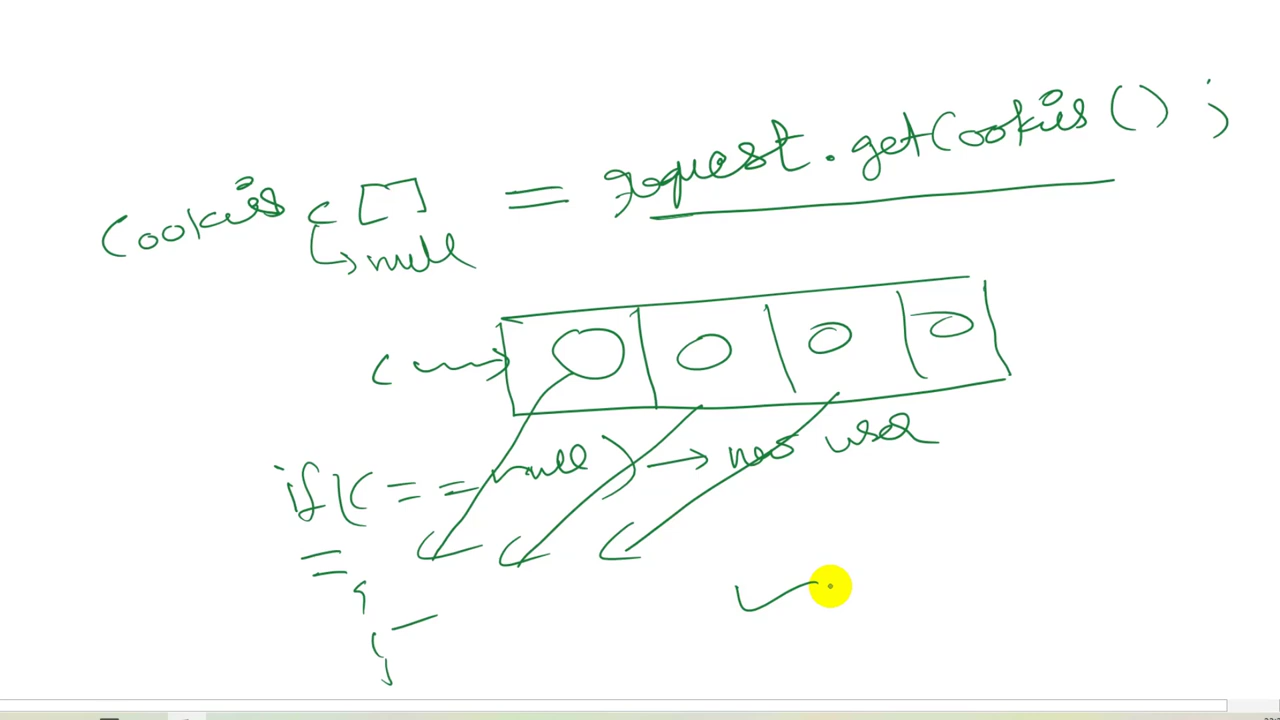 Cookies c [] = request.getCookies() ;
null
c
if(c == null) → new user